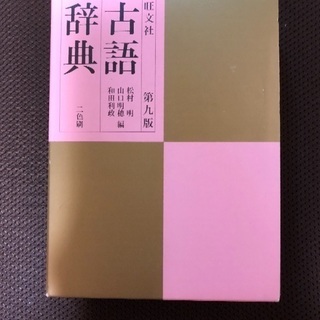 旺文社
古語辞典
第九版
松村 明
山口明穂 編
和田利政
二色刷